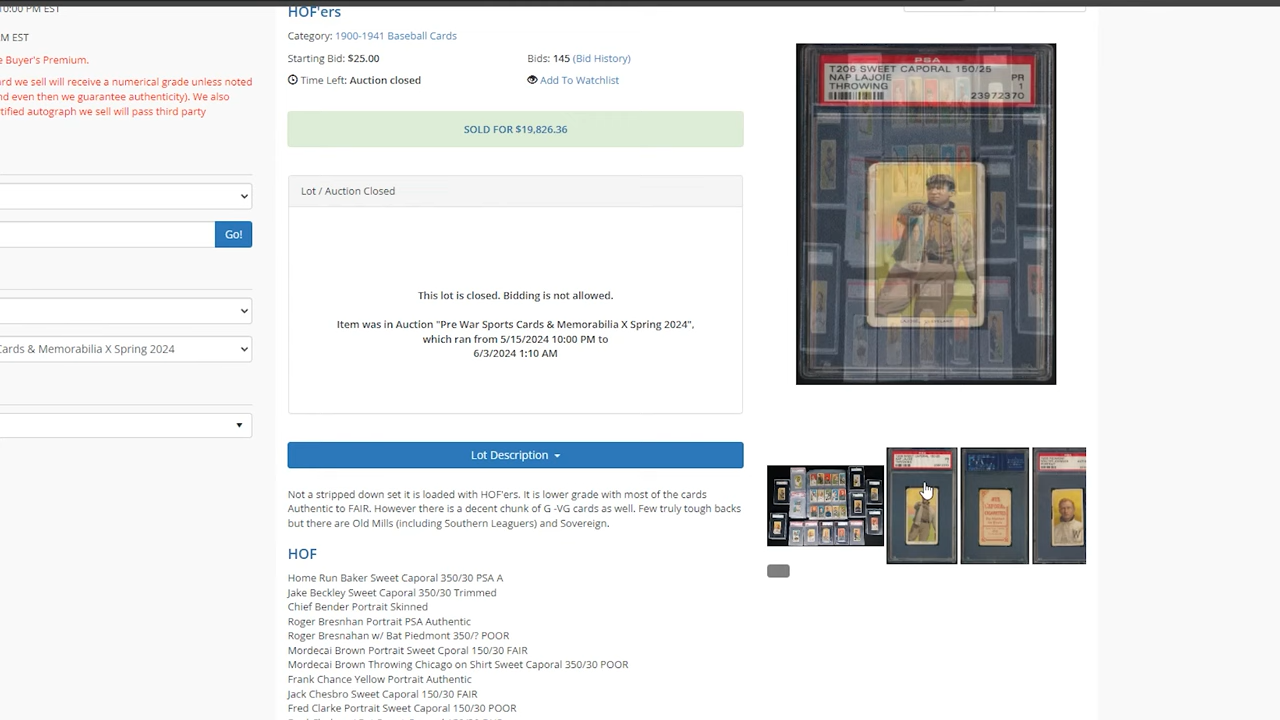 10:00 PM EST
M EST
e Buyer's Premium.
ard we sell will receive a numerical grade unless noted
nd even then we guarantee authenticity). We also
rtified autograph we sell will pass third party
Go!
Cards & Memorabilia X Spring 2024
HOF'ers
Category: 1900-1941 Baseball Cards
Starting Bid: $25.00
Bids: 145 (Bid History)
Time Left: Auction closed
Add To Watchlist
SOLD FOR $19,826.36
Lot / Auction Closed
This lot is closed. Bidding is not allowed.
Item was in Auction "Pre War Sports Cards & Memorabilia X Spring 2024",
which ran from 5/15/2024 10:00 PM to
6/3/2024 1:10 AM
Lot Description
Not a stripped down set it is loaded with HOF'ers. It is lower grade with most of the cards
Authentic to FAIR. However there is a decent chunk of G -VG cards as well. Few truly tough backs
but there are Old Mills (including Southern Leaguers) and Sovereign.
HOF
Home Run Baker Sweet Caporal 350/30 PSA A
Jake Beckley Sweet Caporal 350/30 Trimmed
Chief Bender Portrait Skinned
Roger Bresnhan Portrait PSA Authentic
Roger Bresnahan w/ Bat Piedmont 350/? POOR
Mordecai Brown Portrait Sweet Cporal 150/30 FAIR
Mordecai Brown Throwing Chicago on Shirt Sweet Caporal 350/30 POOR
Frank Chance Yellow Portrait Authentic
Jack Chesbro Sweet Caporal 150/30 FAIR
Fred Clarke Portrait Sweet Caporal 150/30 POOR
PSA
T206 SWEET CAPORAL 150/25
NAP LAJOIE PR
THROWING 1
23972370